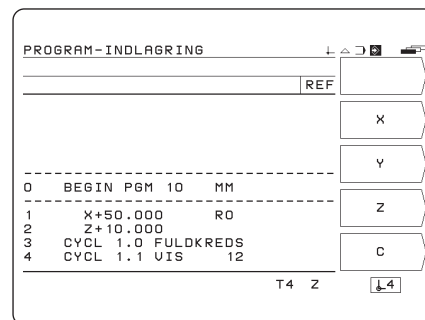 PROGRAM-INDLAGRING
REF
X
Y
0 BEGIN PGM 10 MM
Z
1 X+50.000 R0
2 Z+10.000
3 CYCL 1.0 FULDKREDS
4 CYCL 1.1 VIS 12
C
T4 Z
4